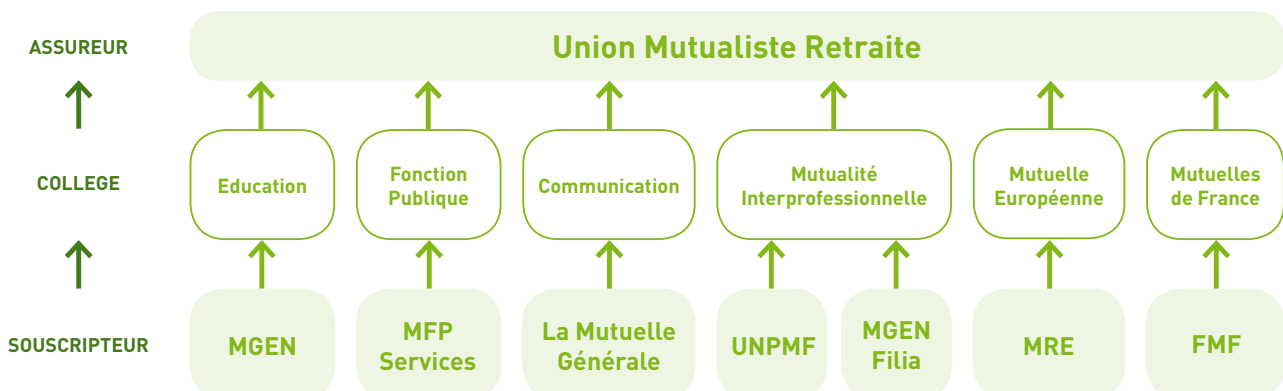 ASSUREUR
Union Mutualiste Retraite
COLLEGE
Education
Fonction
Publique
Communication
Mutualité
Interprofessionnelle
Mutuelle
Européenne
Mutuelles
de France
SOUSCRIPTEUR
MGEN
MFP
Services
La Mutuelle
Générale
UNPMF
MGEN
Filia
MRE
FMF